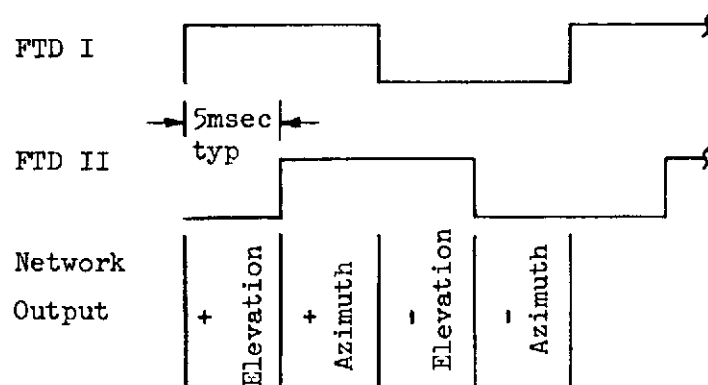 FTD I
5msec
typ
FTD II
Network
Output
+ Elevation
+ Azimuth
- Elevation
- Azimuth